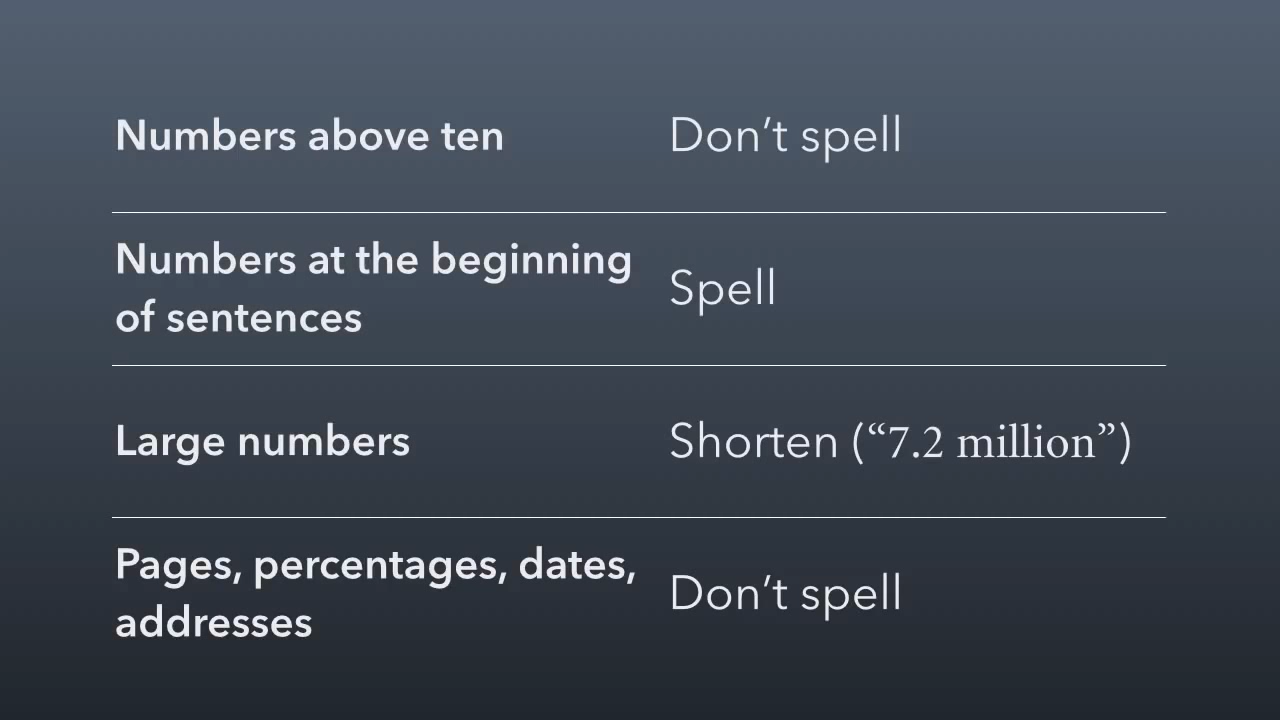 Numbers above ten Don’t spell
Numbers at the beginning
of sentences
Spell
Large numbers Shorten (“7.2 million”)
Pages, percentages, dates,
addresses
Don’t spell